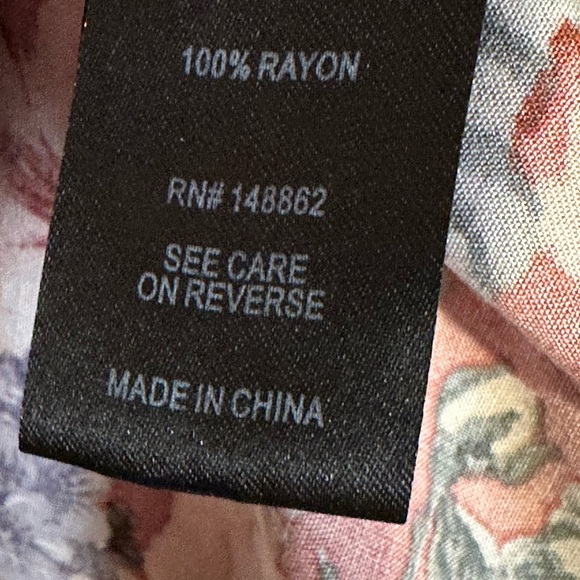 100% RAYON
RN# 148862
SEE CARE
ON REVERSE
MADE IN CHINA